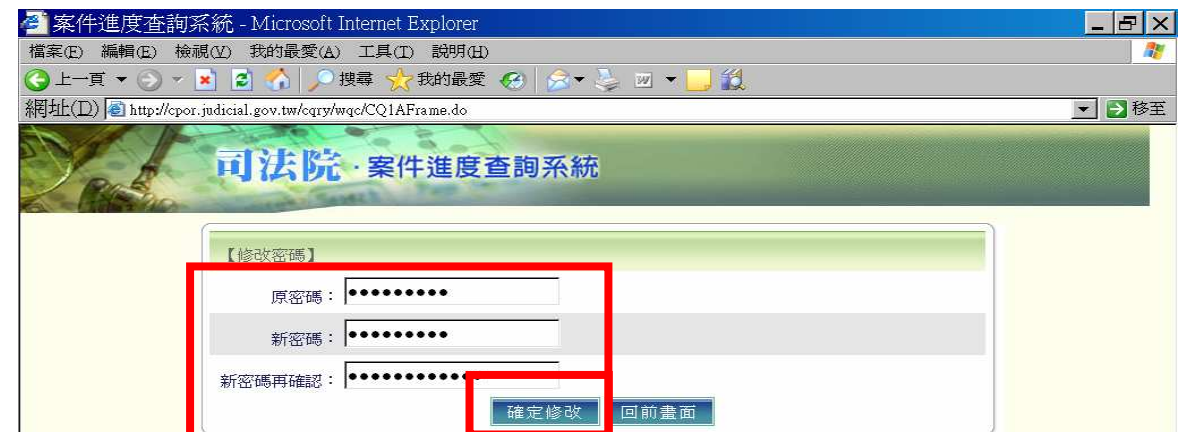 案件進度查詢系統 - Microsoft Internet Explorer
檔案(F) 編輯(E) 檢視(V) 我的最愛(A) 工具(T) 說明(H)
上一頁 搜尋 我的最愛
網址(D) http://cpor.judicial.gov.tw/cqry/wqc/CQ1AFrame.do 移至
司法院·案件進度查詢系統
【修改密碼】
原密碼： •••••••••
新密碼： •••••••••
新密碼再確認： ••••••••••••
確定修改 回前畫面